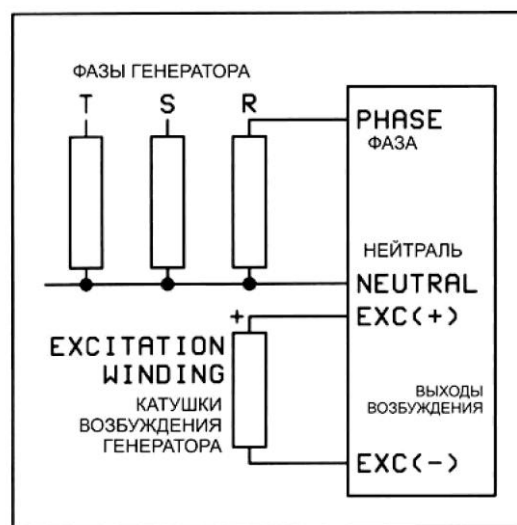 ФАЗЫ ГЕНЕРАТОРА
T S R
PHASE
ФАЗА
НЕЙТРАЛЬ
NEUTRAL
+ EXC(+)
EXCITATION
WINDING
КАТУШКИ
ВОЗБУЖДЕНИЯ
ГЕНЕРАТОРА
ВЫХОДЫ
ВОЗБУЖДЕНИЯ
EXC(-)